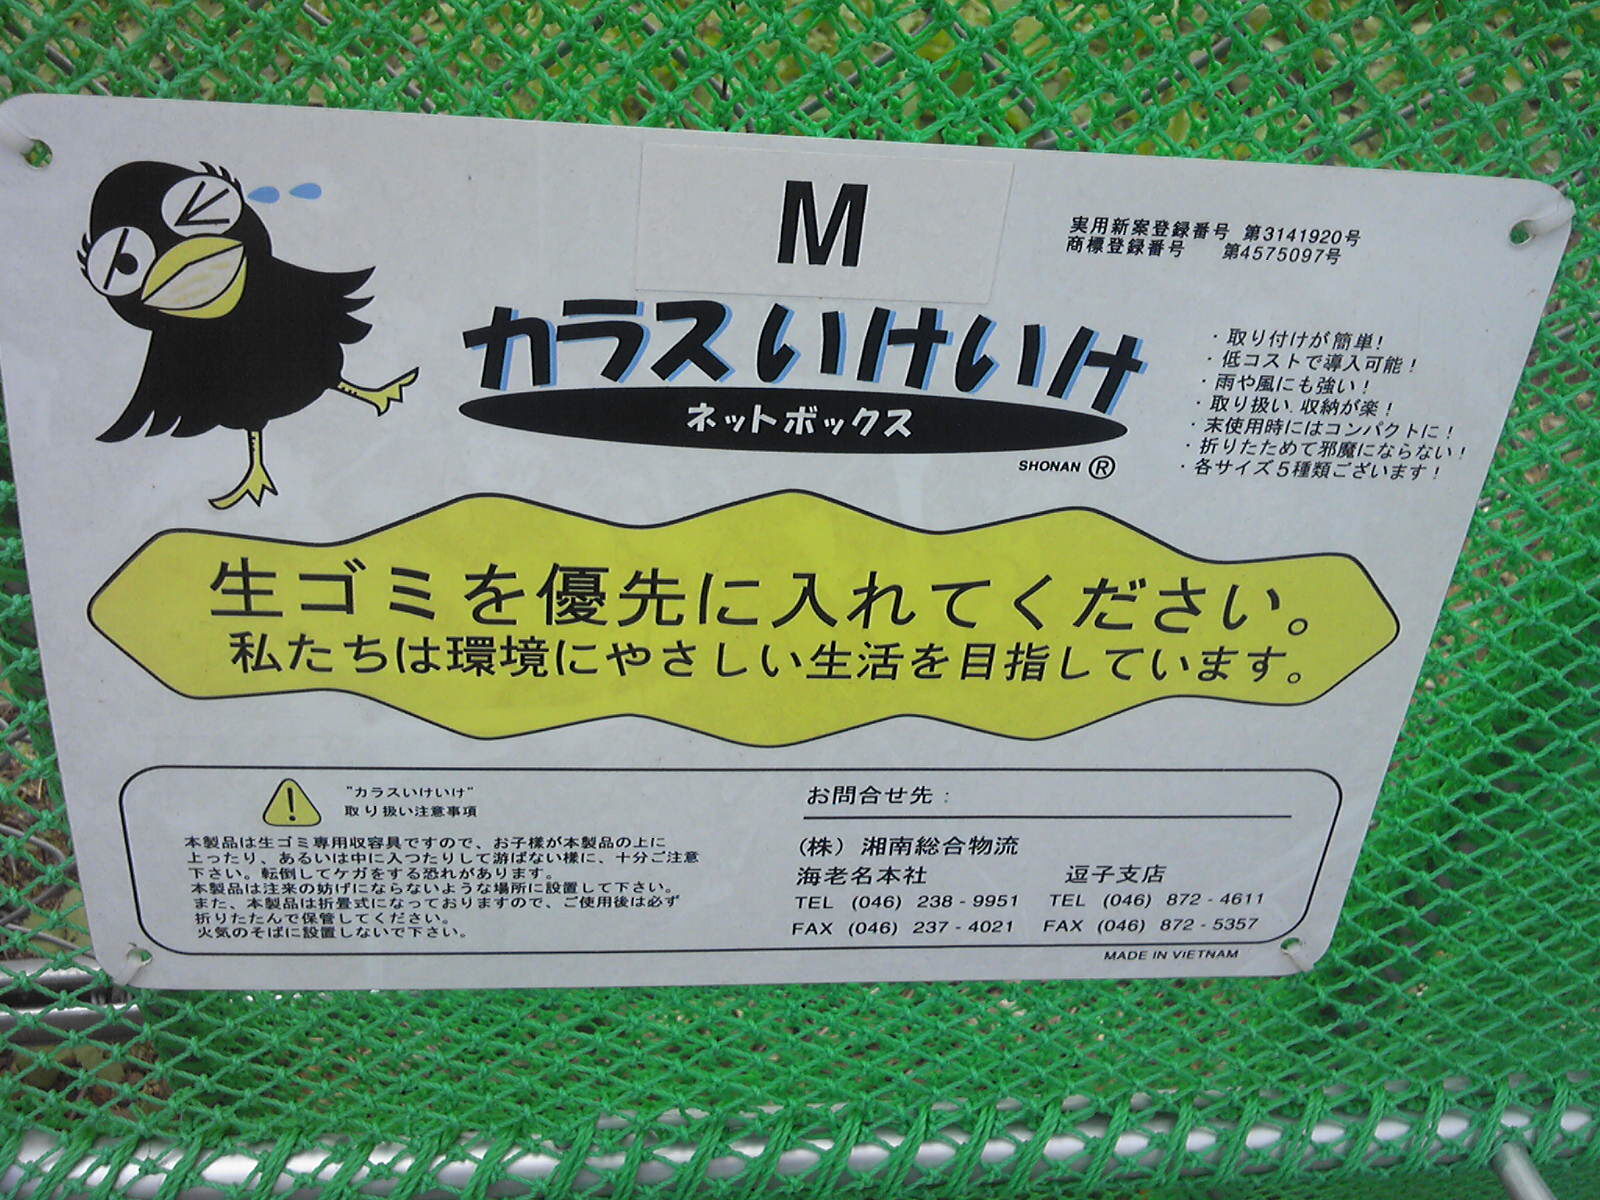 M
実用新案登録番号 第3141920号
商標登録番号 第4575097号
カラスいけいけ
ネットボックス
SHONAN ®
・取り付けが簡単!
・低コストで導入可能!
・雨や風にも強い!
・取り扱い、収納が楽!
・末使用時にはコンパクトに!
・折りたためて邪魔にならない!
・各サイズ5種類ございます!
生ゴミを優先に入れてください。
私たちは環境にやさしい生活を目指しています。
"カラスいけいけ"
取り扱い注意事項
本製品は生ゴミ専用収容具ですので、お子様が本製品の上に
上ったり、あるいは中に入つたりして游ばない様に、十分ご注意
下さい。転倒してケガをする恐れがあります。
本製品は注来の妨げにならないような場所に設置して下さい。
また、本製品は折畳式になっておりますので、ご使用後は必ず
折りたたんで保管してください。
火気のそばに設置しないで下さい。
お問合せ先:
(株) 湘南総合物流
海老名本社 逗子支店
TEL (046) 238-9951 TEL (046) 872-4611
FAX (046) 237-4021 FAX (046) 872-5357
MADE IN VIETNAM